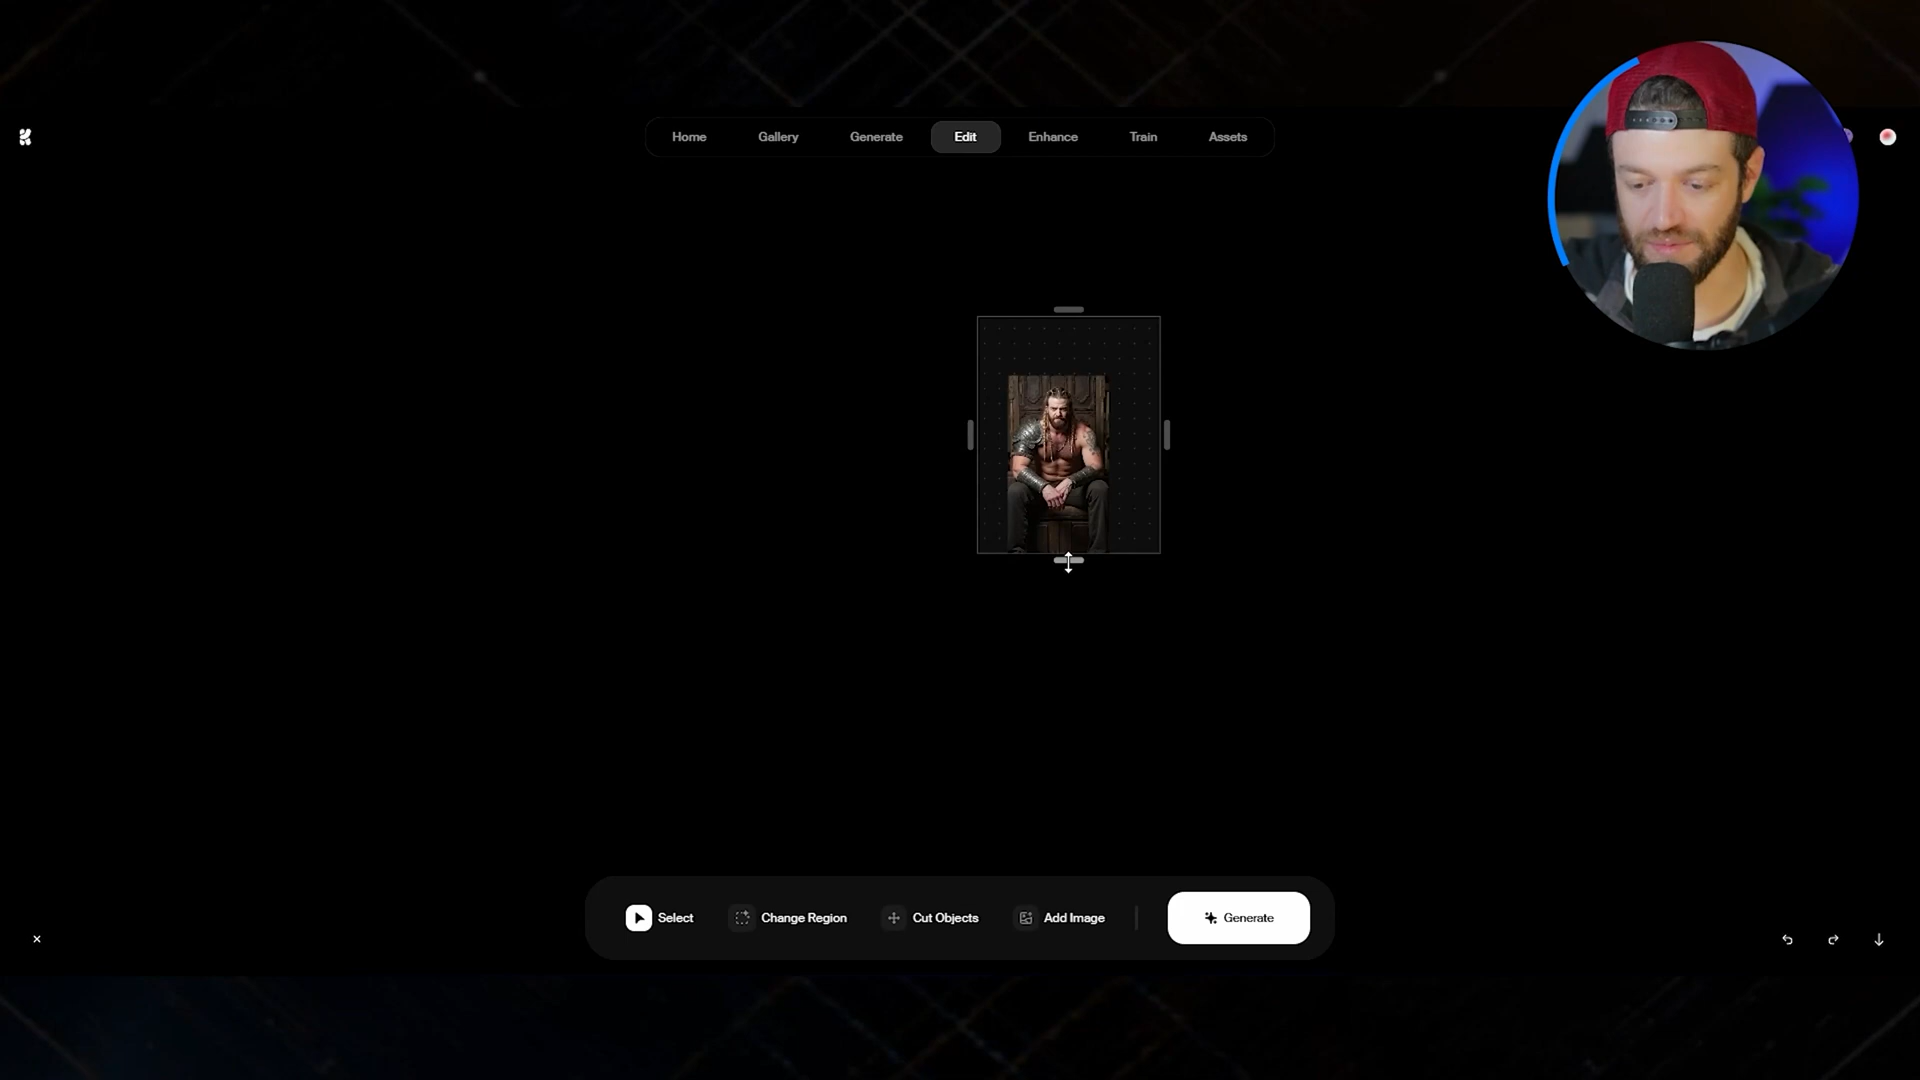 Home Gallery Generate Edit Enhance Train Assets
Select Change Region Cut Objects Add Image Generate